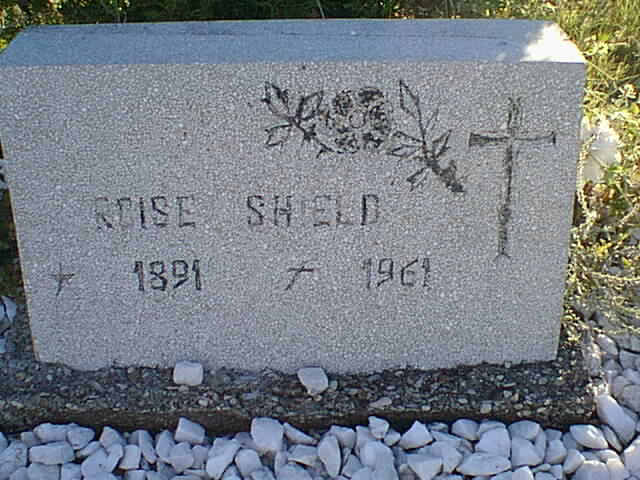 ROISE SHIELD
★ 1891 † 1961